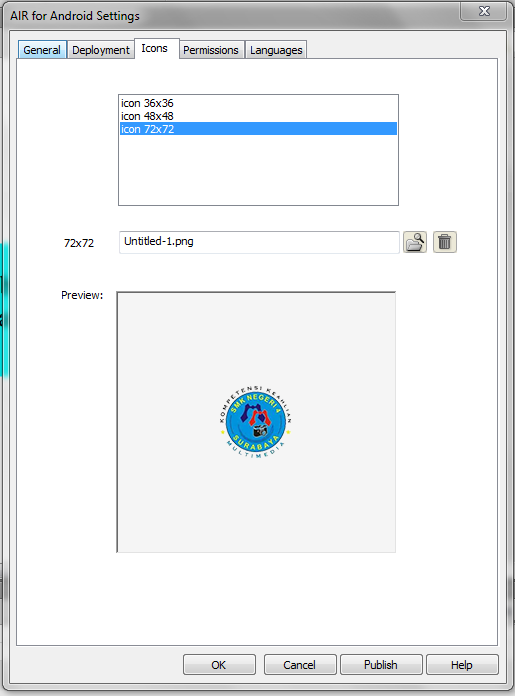 AIR for Android Settings
General Deployment Icons Permissions Languages
icon 36x36
icon 48x48
icon 72x72
72x72 Untitled-1.png
Preview:
KOMPETENSI KEAHLIAN
SMK NEGERI 4
SURABAYA
MULTIMEDIA
OK Cancel Publish Help